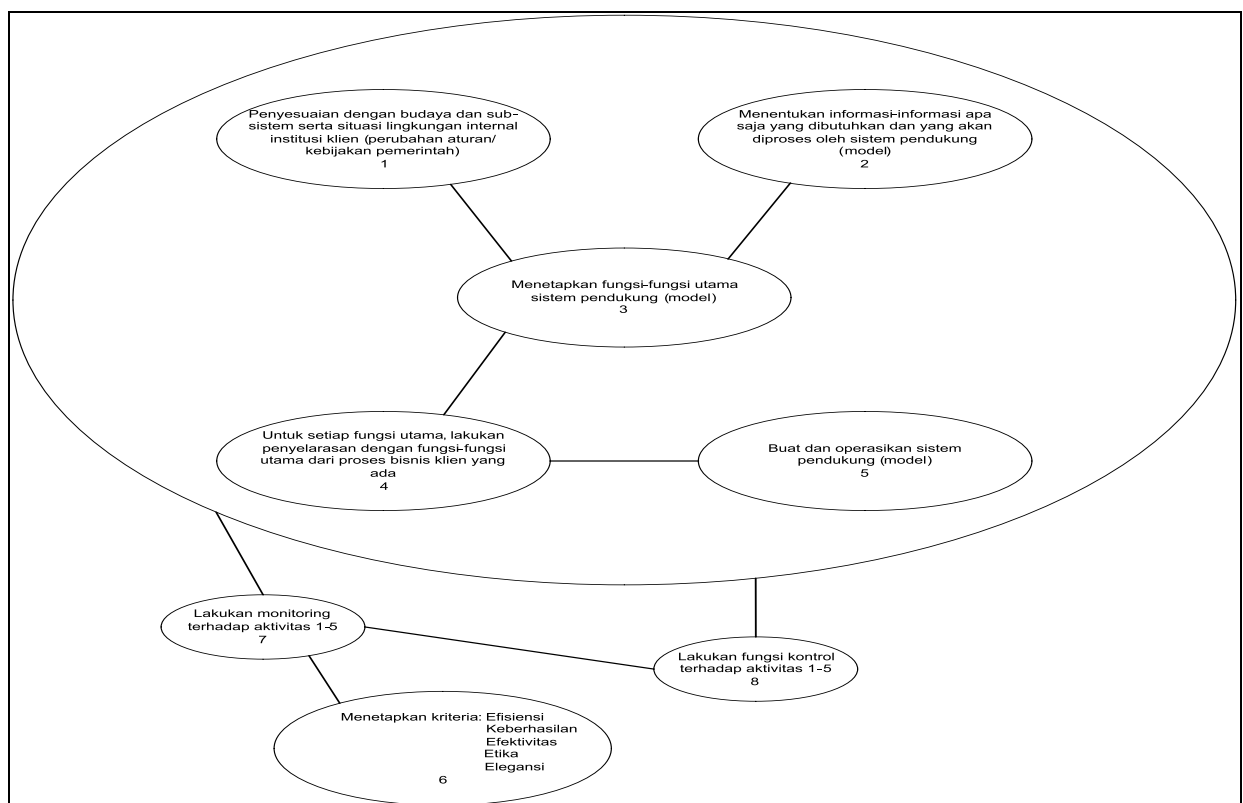 Penyesuaian dengan budaya dan sub-
sistem serta situasi lingkungan internal
institusi klien (perubahan aturan/
kebijakan pemerintah)
1
Menentukan informasi-informasi apa
saja yang dibutuhkan dan yang akan
diproses oleh sistem pendukung
(model)
2
Menetapkan fungsi-fungsi utama
sistem pendukung (model)
3
Untuk setiap fungsi utama, lakukan
penyelarasan dengan fungsi-fungsi
utama dari proses bisnis klien yang
ada
4
Buat dan operasikan sistem
pendukung (model)
5
Lakukan monitoring
terhadap aktivitas 1-5
7
Lakukan fungsi kontrol
terhadap aktivitas 1-5
8
Menetapkan kriteria: Efisiensi
Keberhasilan
Efektivitas
Etika
Elegansi
6